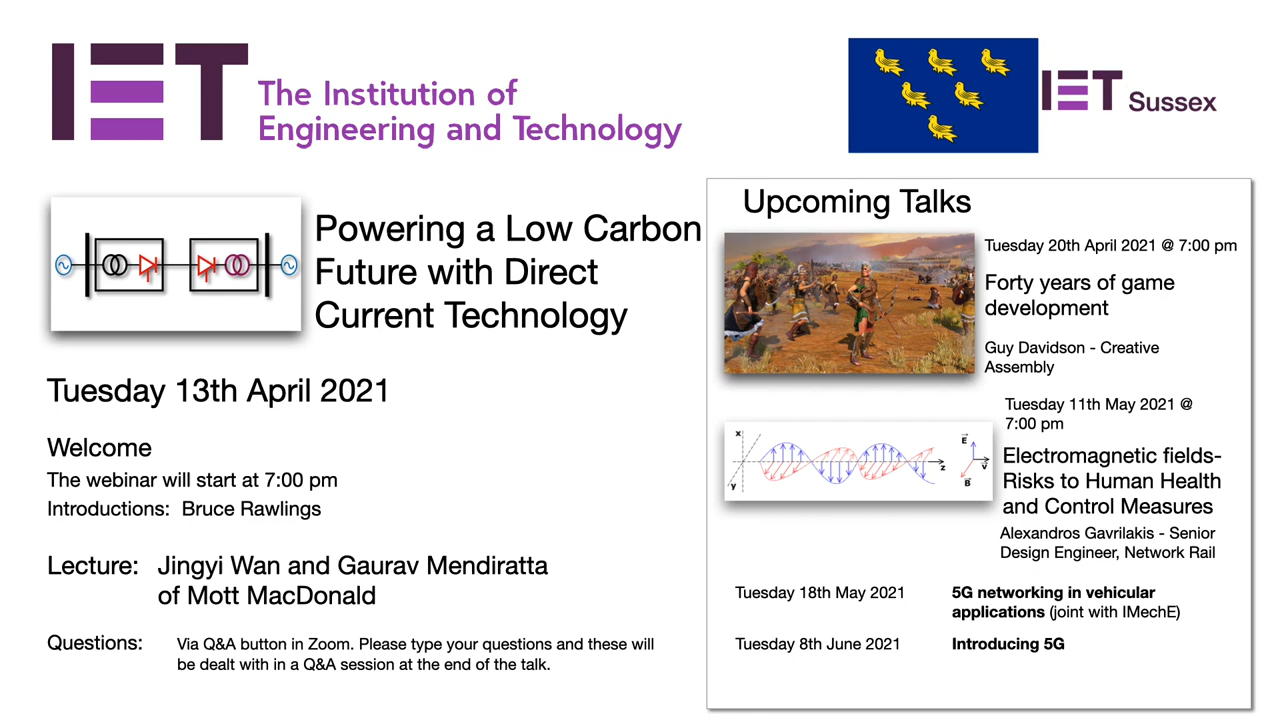 IET
The Institution of
Engineering and Technology
IET Sussex
Powering a Low Carbon
Future with Direct
Current Technology
Tuesday 13th April 2021
Welcome
The webinar will start at 7:00 pm
Introductions: Bruce Rawlings
Lecture: Jingyi Wan and Gaurav Mendiratta
of Mott MacDonald
Questions: Via Q&A button in Zoom. Please type your questions and these will
be dealt with in a Q&A session at the end of the talk.
Upcoming Talks
Tuesday 20th April 2021 @ 7:00 pm
Forty years of game
development
Guy Davidson - Creative
Assembly
Tuesday 11th May 2021 @
7:00 pm
x
y
z
E
V
B
Electromagnetic fields-
Risks to Human Health
and Control Measures
Alexandros Gavrilakis - Senior
Design Engineer, Network Rail
Tuesday 18th May 2021 5G networking in vehicular
applications (joint with IMechE)
Tuesday 8th June 2021 Introducing 5G